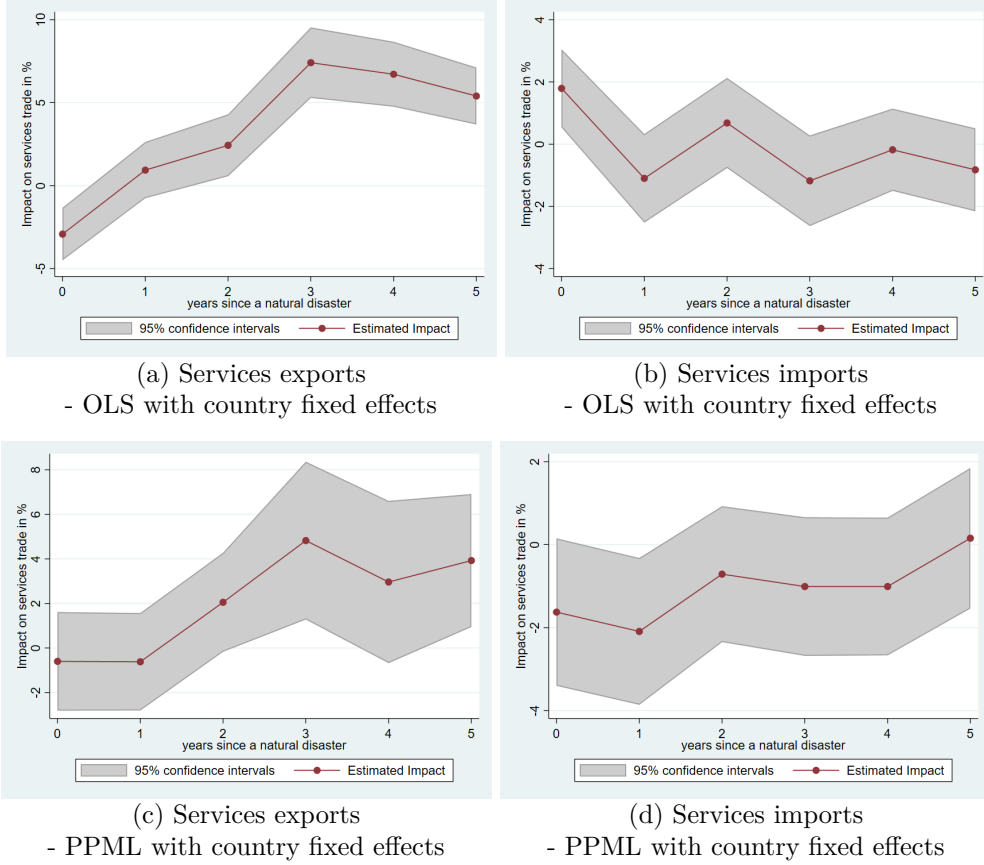 Impact on services trade in %
10
5
0
-5
0 1 2 3 4 5
years since a natural disaster
95% confidence intervals Estimated Impact
(a) Services exports
- OLS with country fixed effects
Impact on services trade in %
4
2
0
-2
-4
0 1 2 3 4 5
years since a natural disaster
95% confidence intervals Estimated Impact
(b) Services imports
- OLS with country fixed effects
Impact on services trade in %
8
6
4
2
0
-2
0 1 2 3 4 5
years since a natural disaster
95% confidence intervals Estimated Impact
(c) Services exports
- PPML with country fixed effects
Impact on services trade in %
2
0
-2
-4
0 1 2 3 4 5
years since a natural disaster
95% confidence intervals Estimated Impact
(d) Services imports
- PPML with country fixed effects